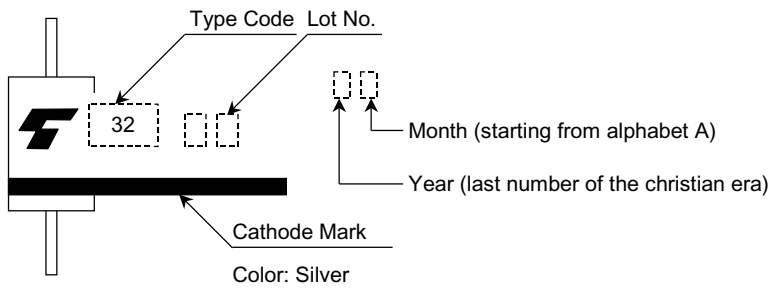 Type Code Lot No.
32
Month (starting from alphabet A)
Year (last number of the christian era)
Cathode Mark
Color: Silver